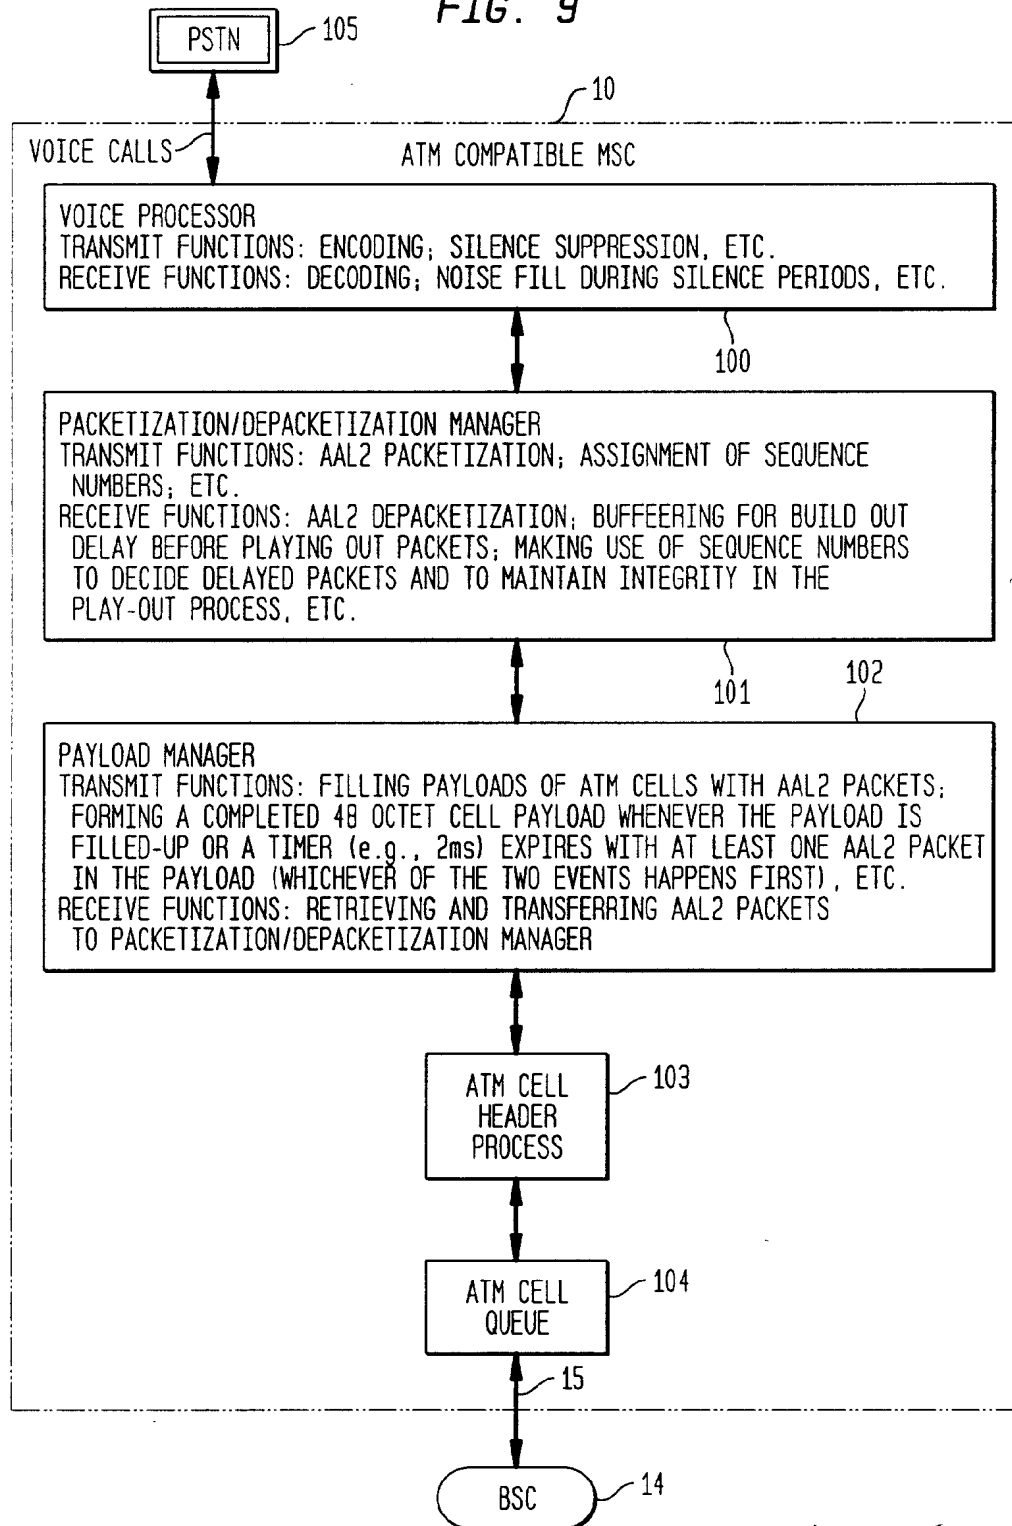 FIG. 9
PSTN
105
10
VOICE CALLS
ATM COMPATIBLE MSC
VOICE PROCESSOR
TRANSMIT FUNCTIONS: ENCODING; SILENCE SUPPRESSION, ETC.
RECEIVE FUNCTIONS: DECODING; NOISE FILL DURING SILENCE PERIODS, ETC.
100
PACKETIZATION/DEPACKETIZATION MANAGER
TRANSMIT FUNCTIONS: AAL2 PACKETIZATION; ASSIGNMENT OF SEQUENCE
NUMBERS; ETC.
RECEIVE FUNCTIONS: AAL2 DEPACKETIZATION; BUFFEERING FOR BUILD OUT
DELAY BEFORE PLAYING OUT PACKETS; MAKING USE OF SEQUENCE NUMBERS
TO DECIDE DELAYED PACKETS AND TO MAINTAIN INTEGRITY IN THE
PLAY-OUT PROCESS, ETC.
101
102
PAYLOAD MANAGER
TRANSMIT FUNCTIONS: FILLING PAYLOADS OF ATM CELLS WITH AAL2 PACKETS;
FORMING A COMPLETED 48 OCTET CELL PAYLOAD WHENEVER THE PAYLOAD IS
FILLED-UP OR A TIMER (e.g., 2ms) EXPIRES WITH AT LEAST ONE AAL2 PACKET
IN THE PAYLOAD (WHICHEVER OF THE TWO EVENTS HAPPENS FIRST), ETC.
RECEIVE FUNCTIONS: RETRIEVING AND TRANSFERRING AAL2 PACKETS
TO PACKETIZATION/DEPACKETIZATION MANAGER
ATM CELL
HEADER
PROCESS
103
ATM CELL
QUEUE
104
15
BSC
14